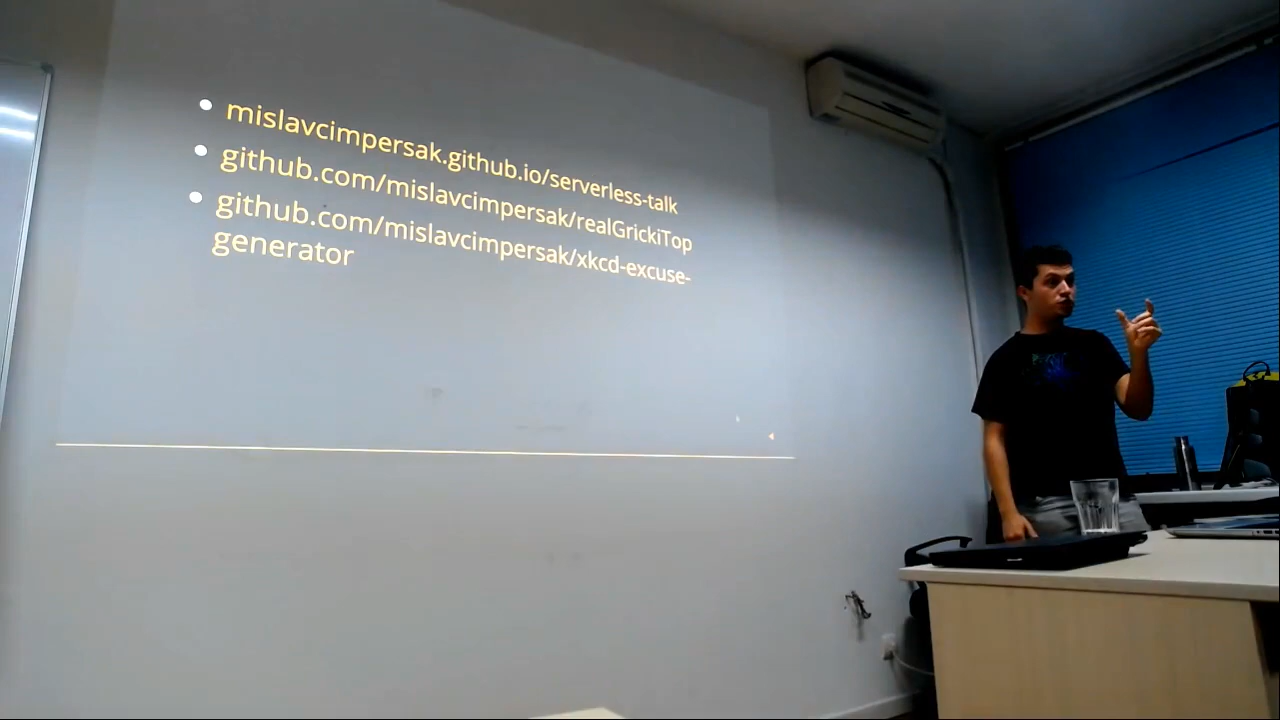 mislavcimpersak.github.io/serverless-talk
github.com/mislavcimpersak/realGrickiTop
github.com/mislavcimpersak/xkcd-excuse-
generator